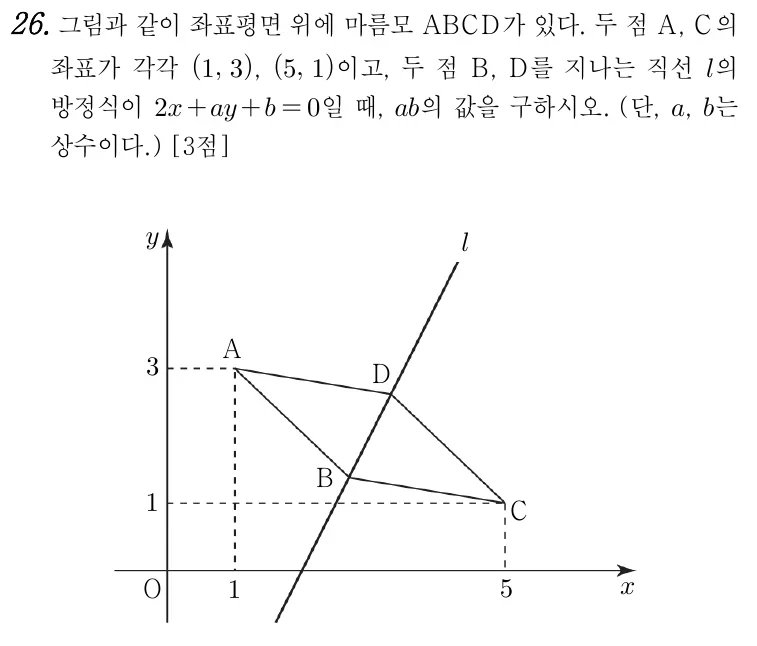 26. 그림과 같이 좌표평면 위에 마름모 ABCD가 있다. 두 점 A, C의
좌표가 각각 (1, 3), (5, 1)이고, 두 점 B, D를 지나는 직선 l의
방정식이 2x+ay+b=0일 때, ab의 값을 구하시오. (단, a, b는
상수이다.) [3점]
y
l
A
3
D
B
1
C
O
1
5
x